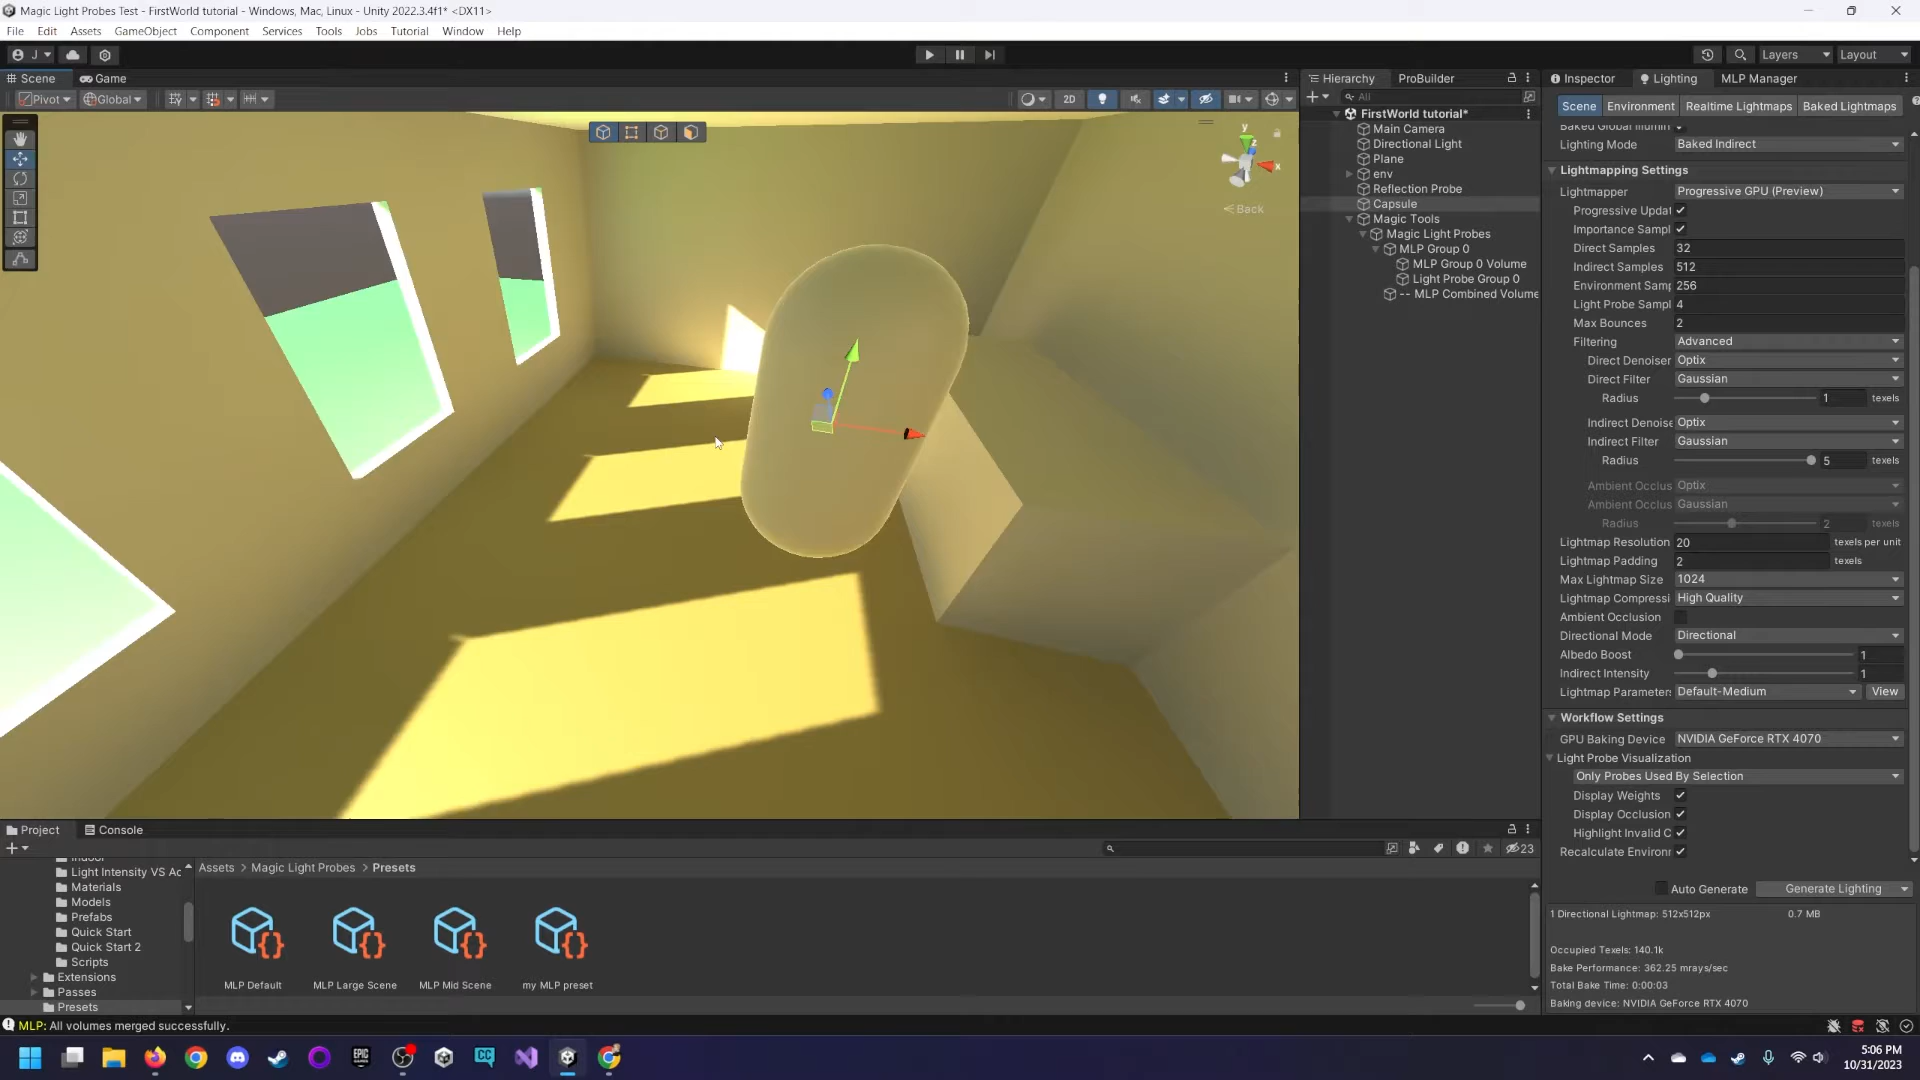 Magic Light Probes Test - FirstWorld tutorial - Windows, Mac, Linux - Unity 2022.3.4f1* <DX11>
File Edit Assets GameObject Component Services Tools Jobs Tutorial Window Help
J Layers Layout
Scene Game
Pivot Global 2D
y
z
x
Back
Hierarchy ProBuilder
All
FirstWorld tutorial*
Main Camera
Directional Light
Plane
env
Reflection Probe
Capsule
Magic Tools
Magic Light Probes
MLP Group 0
MLP Group 0 Volume
Light Probe Group 0
-- MLP Combined Volume
Inspector Lighting MLP Manager
Scene Environment Realtime Lightmaps Baked Lightmaps
Baked Global Illumin
Lighting Mode Baked Indirect
Lightmapping Settings
Lightmapper Progressive GPU (Preview)
Progressive Updat
Importance Sampl
Direct Samples 32
Indirect Samples 512
Environment Samp 256
Light Probe Sampl 4
Max Bounces 2
Filtering Advanced
Direct Denoiser Optix
Direct Filter Gaussian
Radius 1 texels
Indirect Denoise Optix
Indirect Filter Gaussian
Radius 5 texels
Ambient Occlus Optix
Ambient Occlus Gaussian
Radius 2 texels
Lightmap Resolution 20 texels per unit
Lightmap Padding 2 texels
Max Lightmap Size 1024
Lightmap Compressi High Quality
Ambient Occlusion
Directional Mode Directional
Albedo Boost 1
Indirect Intensity 1
Lightmap Parameters Default-Medium View
Workflow Settings
GPU Baking Device NVIDIA GeForce RTX 4070
Light Probe Visualization
Only Probes Used By Selection
Display Weights
Display Occlusion
Highlight Invalid C
Recalculate Environm
Auto Generate Generate Lighting
1 Directional Lightmap: 512x512px 0.7 MB
Occupied Texels: 140.1k
Bake Performance: 362.25 mrays/sec
Total Bake Time: 0:00:03
Baking device: NVIDIA GeForce RTX 4070
Project Console
23
Indoor
Light Intensity VS Ac
Materials
Models
Prefabs
Quick Start
Quick Start 2
Scripts
Extensions
Passes
Presets
Assets > Magic Light Probes > Presets
MLP Default MLP Large Scene MLP Mid Scene my MLP preset
MLP: All volumes merged successfully.
EPIC GAMES
CC
5:06 PM
10/31/2023